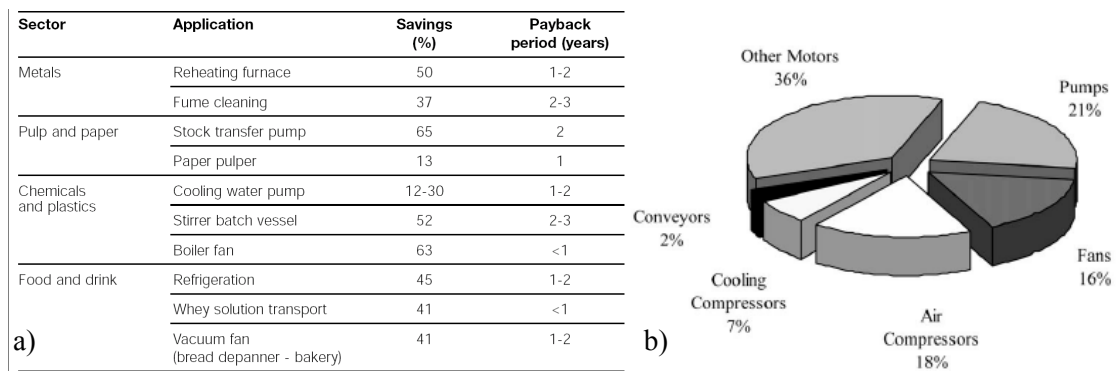 Sector Application Savings (%) Payback period (years)
Metals Reheating furnace 50 1-2
Fume cleaning 37 2-3
Pulp and paper Stock transfer pump 65 2
Paper pulper 13 1
Chemicals and plastics Cooling water pump 12-30 1-2
Stirrer batch vessel 52 2-3
Boiler fan 63 <1
Food and drink Refrigeration 45 1-2
Whey solution transport 41 <1
Vacuum fan (bread depanner - bakery) 41 1-2
a)
Other Motors
36%
Pumps
21%
Conveyors
2%
Fans
16%
Cooling
Compressors
7%
Air
Compressors
18%
b)